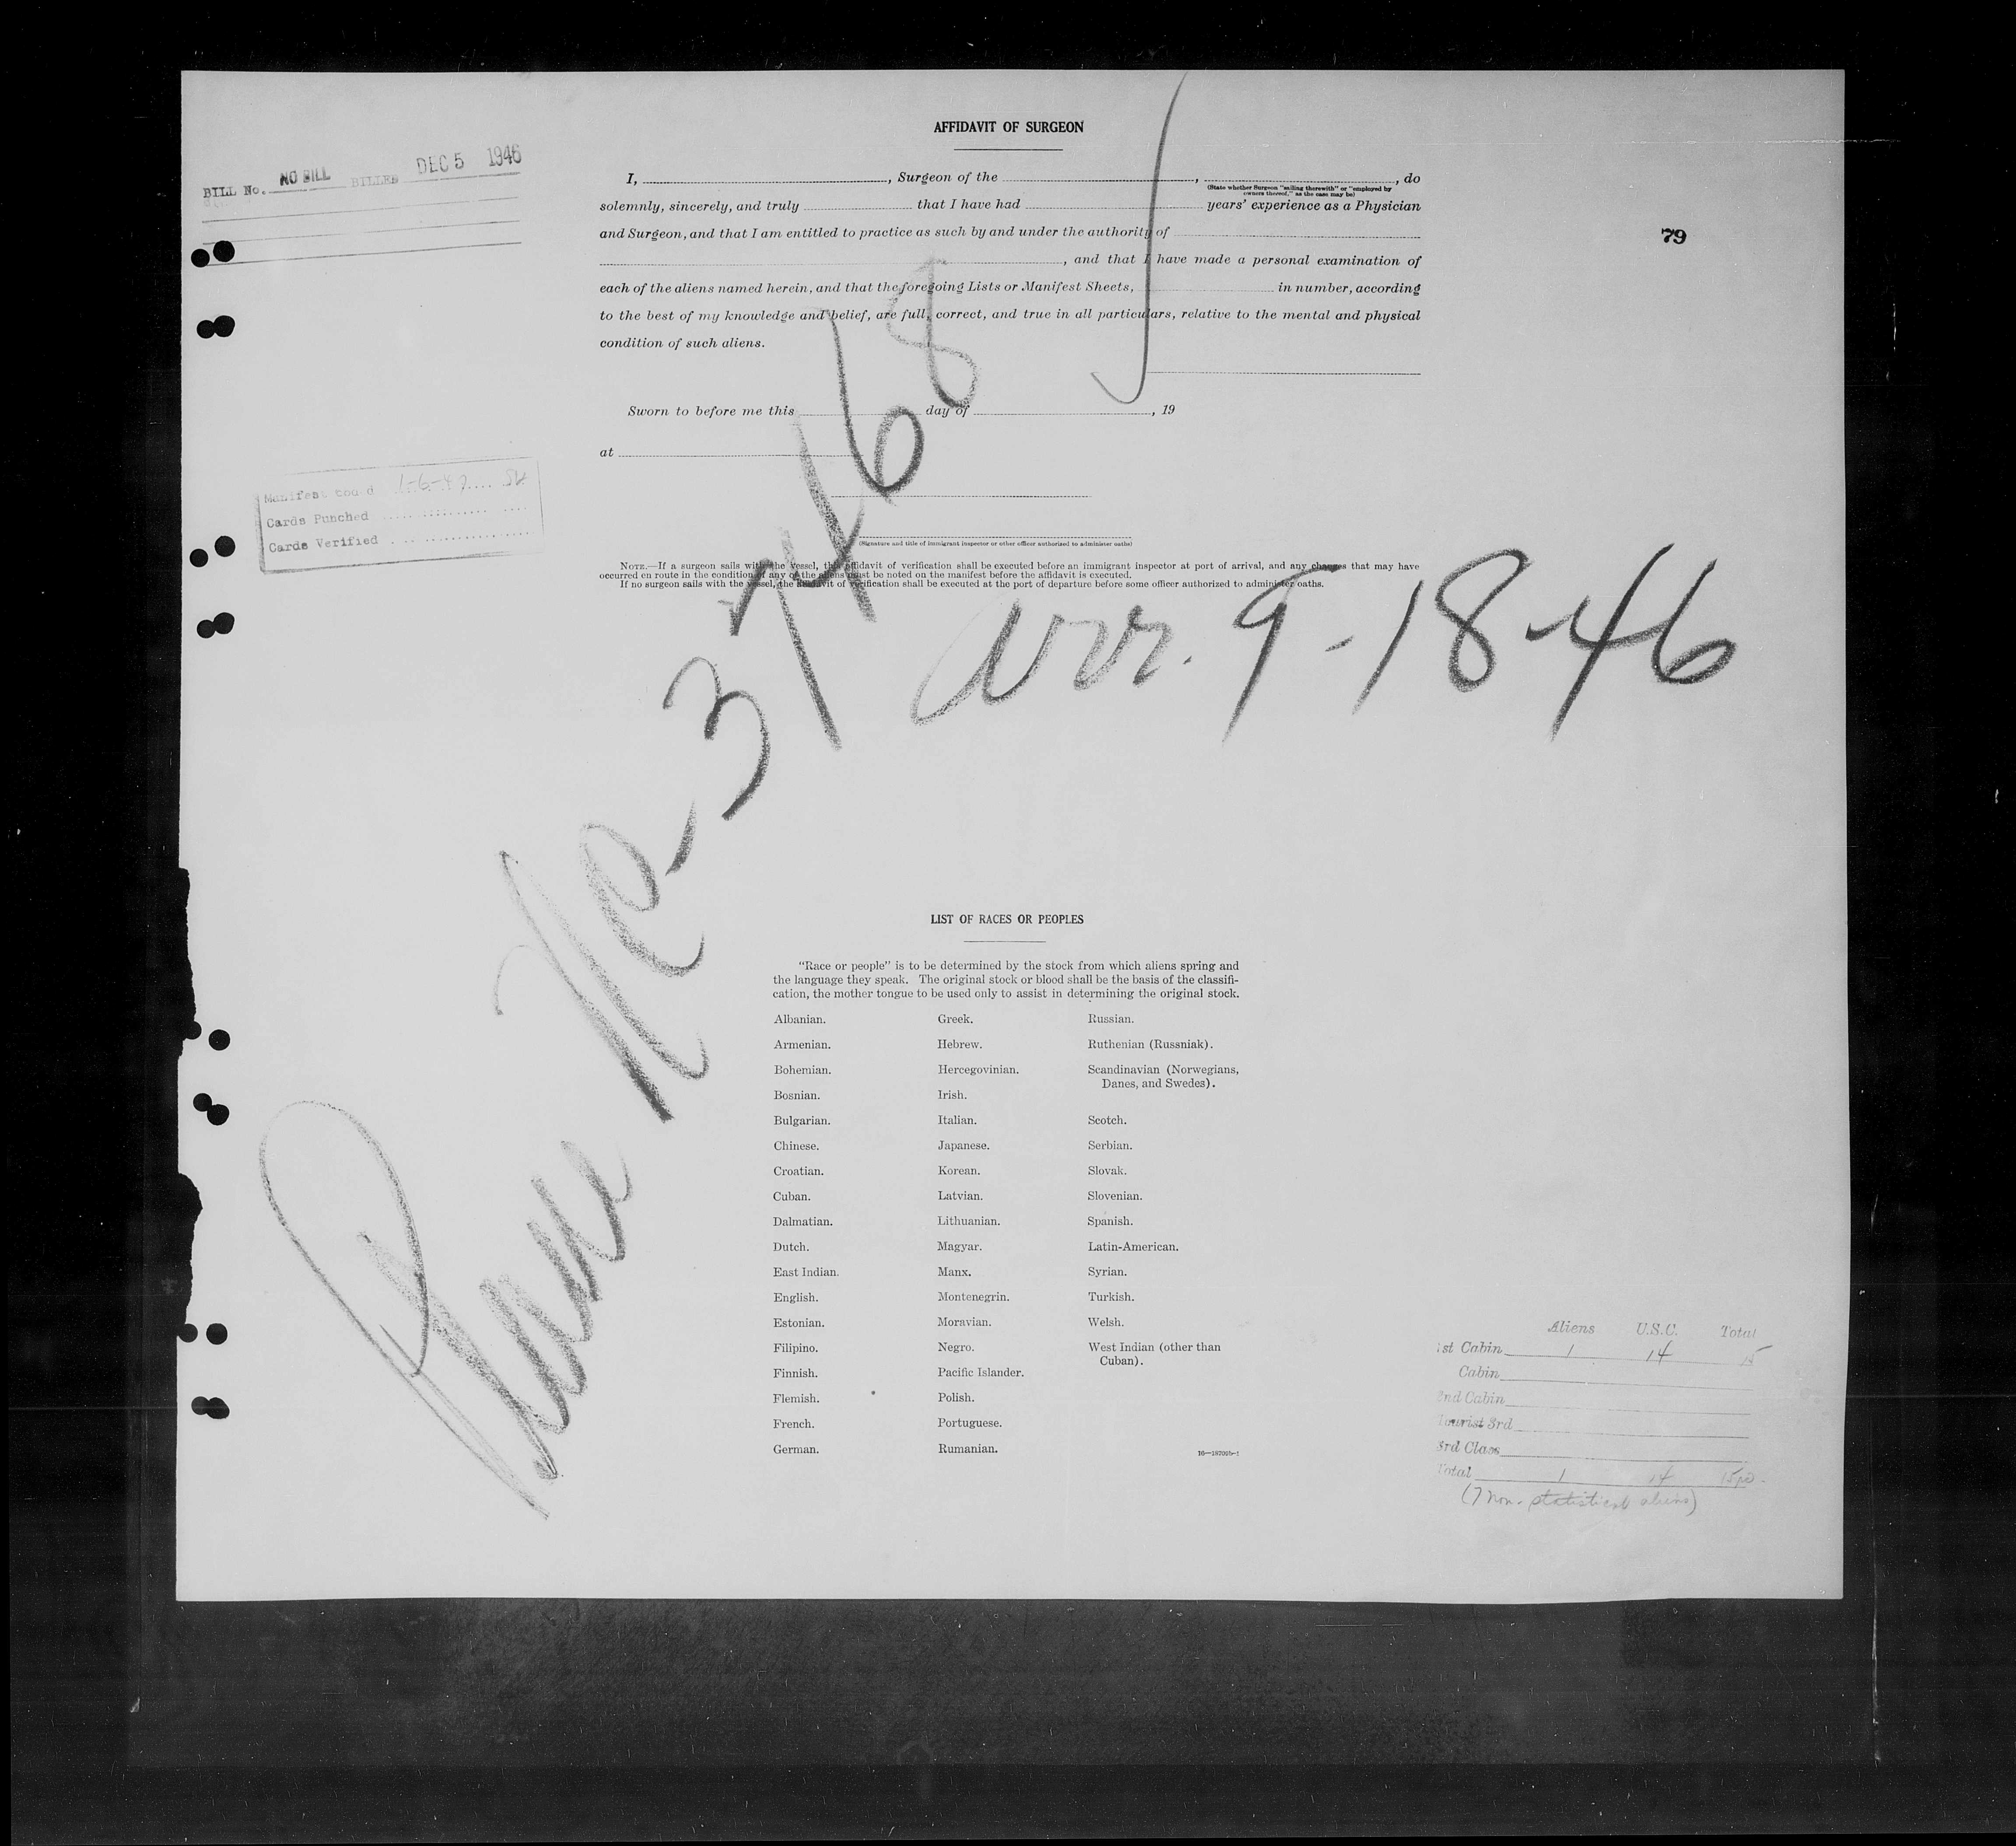 AFFIDAVIT OF SURGEON
BILL No. NO BILL BILLED DEC 5 1946
I, , Surgeon of the , , do
(State whether Surgeon "sailing therewith" or "employed by
owners thereof," as the case may be)
solemnly, sincerely, and truly that I have had years' experience as a Physician
and Surgeon, and that I am entitled to practice as such by and under the authority of
, and that I have made a personal examination of
each of the aliens named herein, and that the foregoing Lists or Manifest Sheets, in number, according
to the best of my knowledge and belief, are full, correct, and true in all particulars, relative to the mental and physical
condition of such aliens.
79
Sworn to before me this day of , 19
at
Manifest 1-6-47
Cards Punched
Cards Verified
(Signature and title of immigrant inspector or other officer authorized to administer oaths)
NOTE.—If a surgeon sails with the vessel, this affidavit of verification shall be executed before an immigrant inspector at port of arrival, and any changes that may have
occurred en route in the condition of any of the aliens must be noted on the manifest before the affidavit is executed.
If no surgeon sails with the vessel, the affidavit of verification shall be executed at the port of departure before some officer authorized to administer oaths.
Plane Nc-374468
arr. 9-18-46
LIST OF RACES OR PEOPLES
"Race or people" is to be determined by the stock from which aliens spring and
the language they speak. The original stock or blood shall be the basis of the classifi-
cation, the mother tongue to be used only to assist in determining the original stock.
Albanian. Greek. Russian.
Armenian. Hebrew. Ruthenian (Russniak).
Bohemian. Hercegovinian. Scandinavian (Norwegians,
Danes, and Swedes).
Bosnian. Irish.
Bulgarian. Italian. Scotch.
Chinese. Japanese. Serbian.
Croatian. Korean. Slovak.
Cuban. Latvian. Slovenian.
Dalmatian. Lithuanian. Spanish.
Dutch. Magyar. Latin-American.
East Indian. Manx. Syrian.
English. Montenegrin. Turkish.
Estonian. Moravian. Welsh.
Filipino. Negro. West Indian (other than
Cuban).
Finnish. Pacific Islander.
Flemish. Polish.
French. Portuguese.
German. Rumanian.
Aliens U.S.C. Total
1st Cabin 1 14 15
Cabin
2nd Cabin
Tourist 3rd
3rd Class
Total 1 14 15
(7 non-statistical aliens)